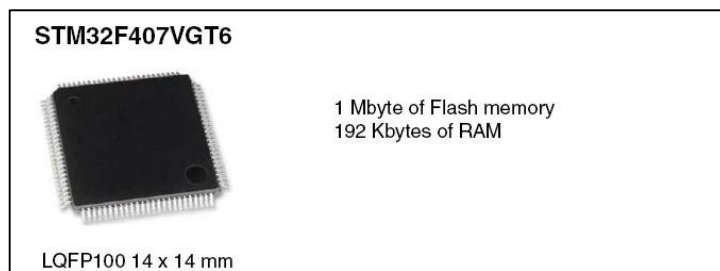 STM32F407VGT6
1 Mbyte of Flash memory
192 Kbytes of RAM
LQFP100 14 x 14 mm